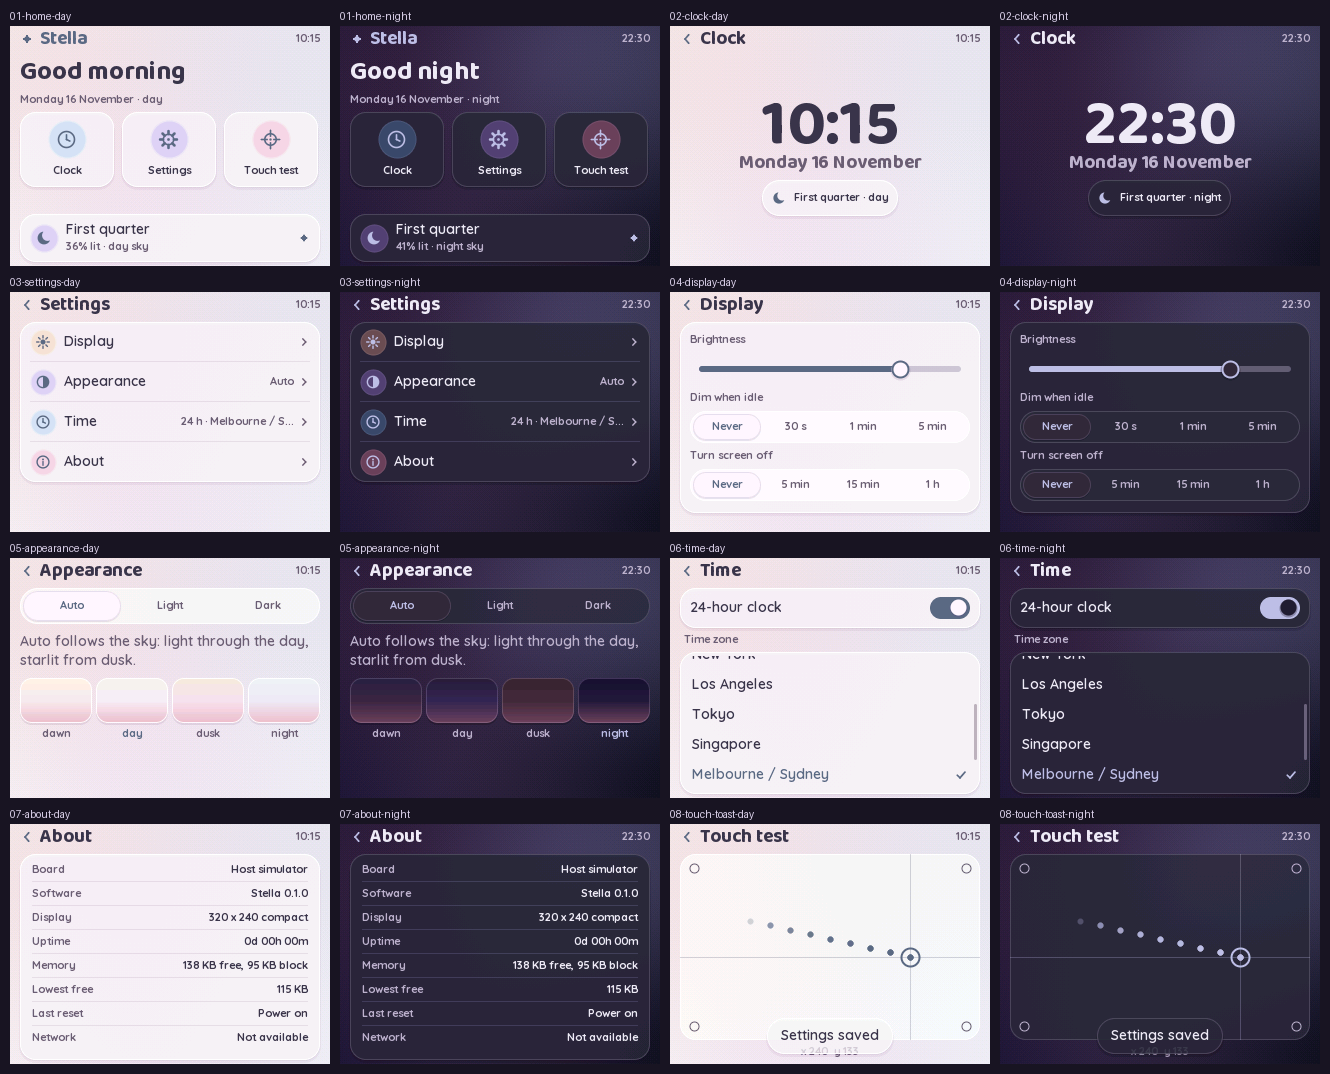 01-home-day
Stella
10:15
Good morning
Monday 16 November · day
Clock
Settings
Touch test
First quarter
36% lit · day sky
01-home-night
Stella
22:30
Good night
Monday 16 November · night
Clock
Settings
Touch test
First quarter
41% lit · night sky
02-clock-day
Clock
10:15
10:15
Monday 16 November
First quarter · day
02-clock-night
Clock
22:30
22:30
Monday 16 November
First quarter · night
03-settings-day
Settings
10:15
Display
Appearance Auto
Time 24 h · Melbourne / S...
About
03-settings-night
Settings
22:30
Display
Appearance Auto
Time 24 h · Melbourne / S...
About
04-display-day
Display
10:15
Brightness
Dim when idle
Never 30 s 1 min 5 min
Turn screen off
Never 5 min 15 min 1 h
04-display-night
Display
22:30
Brightness
Dim when idle
Never 30 s 1 min 5 min
Turn screen off
Never 5 min 15 min 1 h
05-appearance-day
Appearance
10:15
Auto Light Dark
Auto follows the sky: light through the day,
starlit from dusk.
dawn day dusk night
05-appearance-night
Appearance
22:30
Auto Light Dark
Auto follows the sky: light through the day,
starlit from dusk.
dawn day dusk night
06-time-day
Time
10:15
24-hour clock
Time zone
New York
Los Angeles
Tokyo
Singapore
Melbourne / Sydney
06-time-night
Time
22:30
24-hour clock
Time zone
New York
Los Angeles
Tokyo
Singapore
Melbourne / Sydney
07-about-day
About
10:15
Board Host simulator
Software Stella 0.1.0
Display 320 x 240 compact
Uptime 0d 00h 00m
Memory 138 KB free, 95 KB block
Lowest free 115 KB
Last reset Power on
Network Not available
07-about-night
About
22:30
Board Host simulator
Software Stella 0.1.0
Display 320 x 240 compact
Uptime 0d 00h 00m
Memory 138 KB free, 95 KB block
Lowest free 115 KB
Last reset Power on
Network Not available
08-touch-toast-day
Touch test
10:15
Settings saved
x 240 y 133
08-touch-toast-night
Touch test
22:30
Settings saved
x 240 y 133